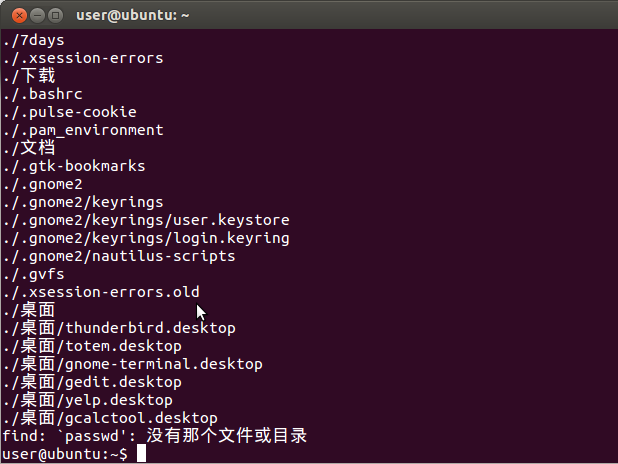 user@ubuntu: ~
./7days
./.xsession-errors
./下载
./.bashrc
./.pulse-cookie
./.pam_environment
./文档
./.gtk-bookmarks
./.gnome2
./.gnome2/keyrings
./.gnome2/keyrings/user.keystore
./.gnome2/keyrings/login.keyring
./.gnome2/nautilus-scripts
./.gvfs
./.xsession-errors.old
./桌面
./桌面/thunderbird.desktop
./桌面/totem.desktop
./桌面/gnome-terminal.desktop
./桌面/gedit.desktop
./桌面/yelp.desktop
./桌面/gcalctool.desktop
find: `passwd': 没有那个文件或目录
user@ubuntu:~$